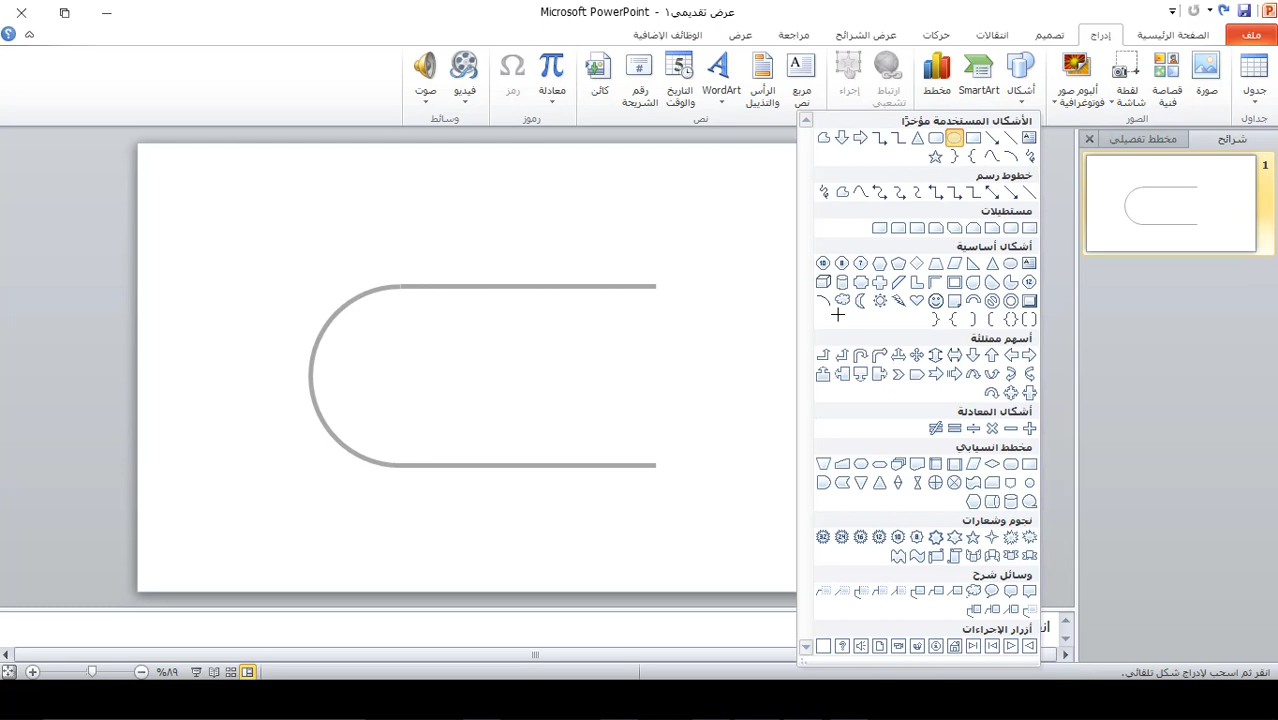 عرض تقديمي١ - Microsoft PowerPoint
ملف
الصفحة الرئيسية
إدراج
تصميم
انتقالات
حركات
عرض الشرائح
مراجعة
عرض
الوظائف الإضافية
جدول
جداول
صورة
قصاصة فنية
لقطة شاشة
ألبوم صور فوتوغرافية
الصور
أشكال
SmartArt
مخطط
ارتباط تشعبي
إجراء
مربع نص
الرأس والتذييل
WordArt
التاريخ والوقت
رقم الشريحة
كائن
نص
معادلة
رمز
رموز
فيديو
صوت
وسائط
شرائح
مخطط تفصيلي
1
الأشكال المستخدمة مؤخرًا
خطوط رسم
مستطيلات
أشكال أساسية
أسهم ممتلئة
أشكال المعادلة
مخطط انسيابي
نجوم وشعارات
وسائل شرح
أزرار الإجراءات
انقر ثم اسحب لإدراج شكل تلقائي.
٨٩%